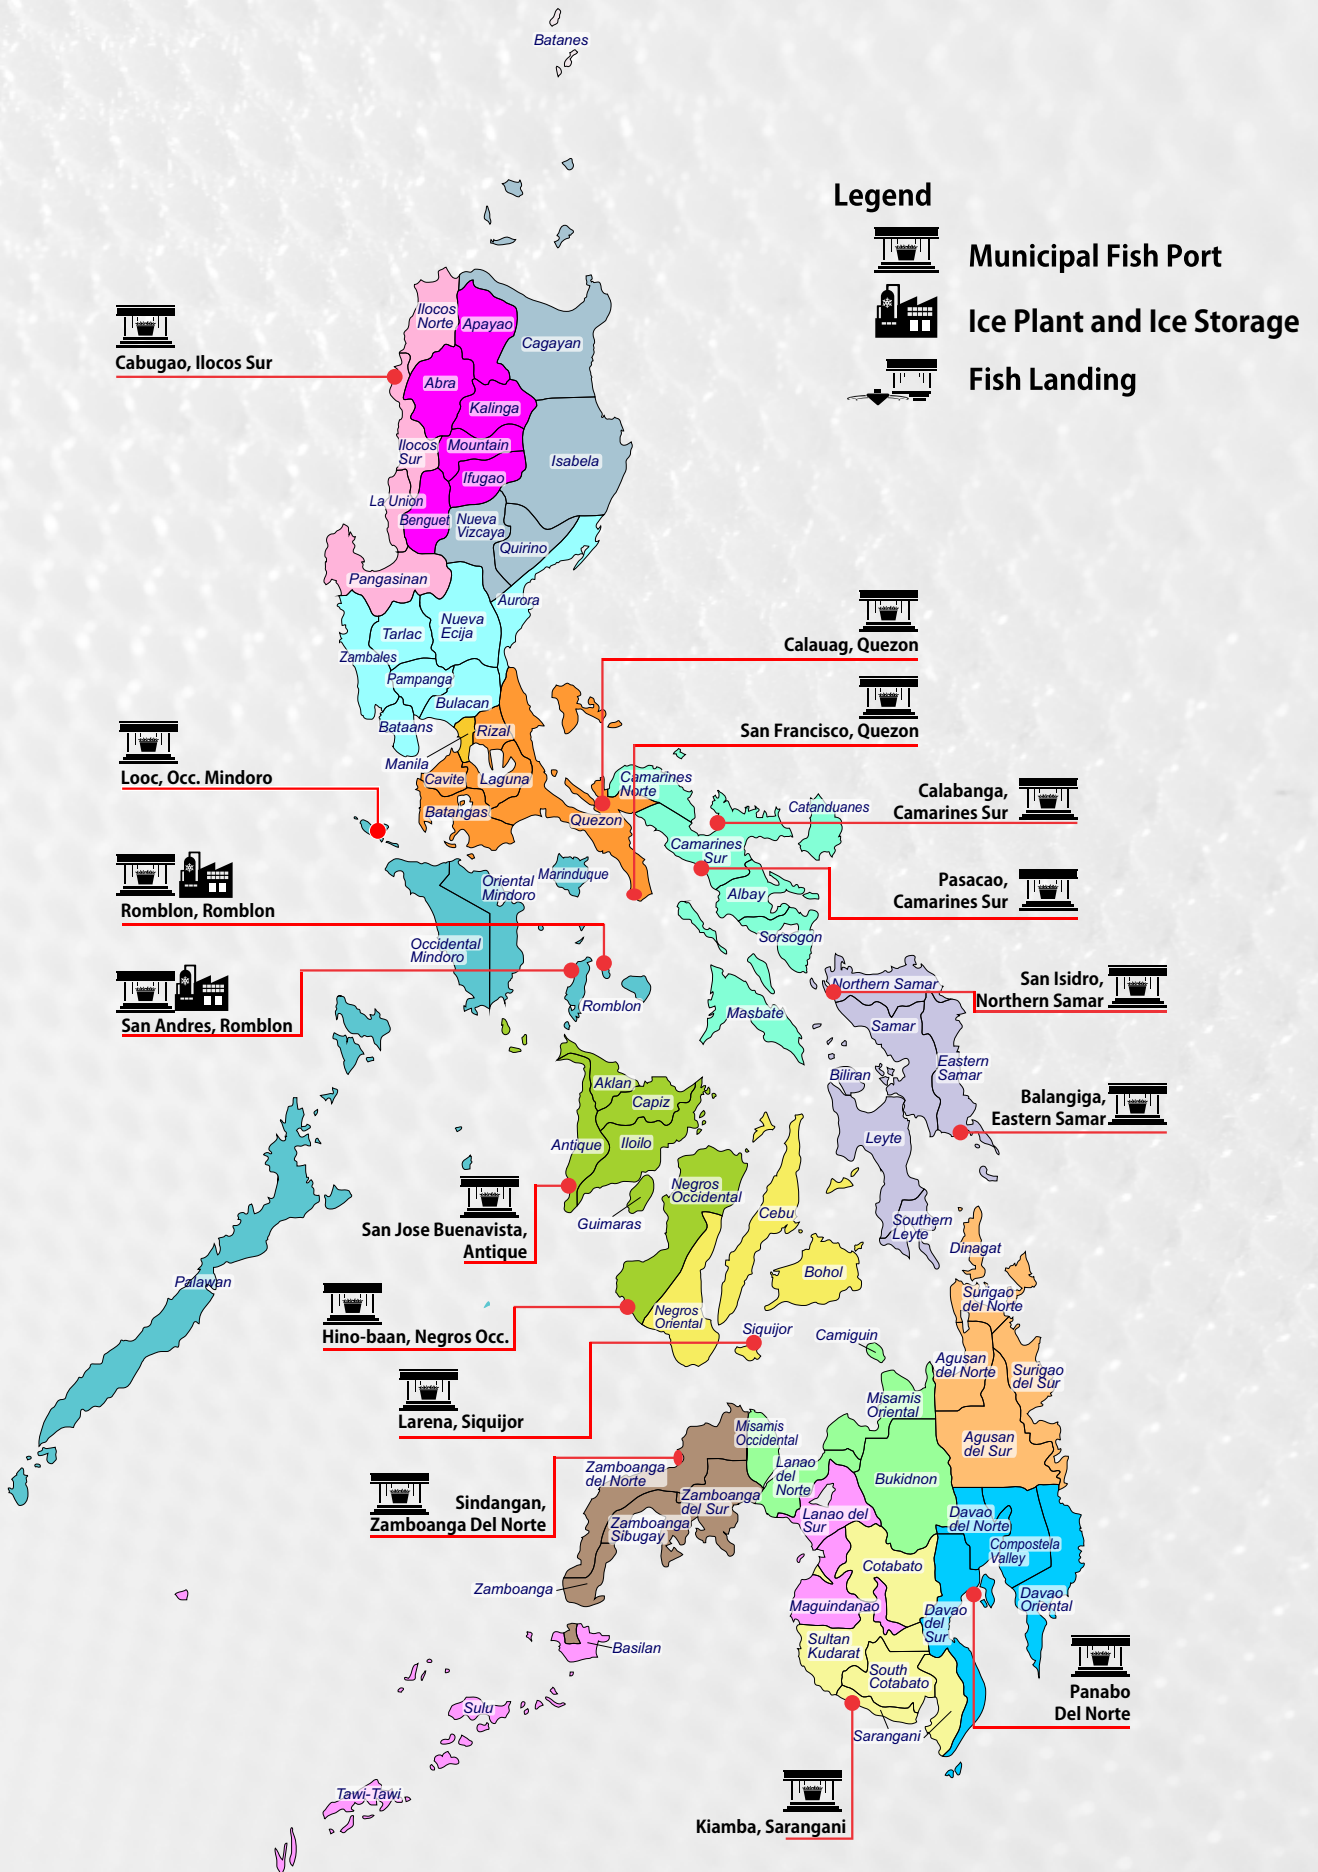 Batanes
Legend
Municipal Fish Port
Ice Plant and Ice Storage
Fish Landing
Cabugao, Ilocos Sur
Ilocos
Norte
Apayao
Cagayan
Abra
Kalinga
Ilocos
Sur
Mountain
Isabela
Ifugao
La Union
Benguet
Nueva
Vizcaya
Quirino
Pangasinan
Aurora
Nueva
Ecija
Tarlac
Zambales
Pampanga
Bulacan
Bataans
Rizal
Manila
Cavite
Laguna
Batangas
Quezon
Calauag, Quezon
San Francisco, Quezon
Looc, Occ. Mindoro
Camarines
Norte
Catanduanes
Calabanga,
Camarines Sur
Camarines
Sur
Pasacao,
Camarines Sur
Albay
Sorsogon
Marinduque
Oriental
Mindoro
Occidental
Mindoro
Romblon, Romblon
San Andres, Romblon
Romblon
Masbate
Northern Samar
San Isidro,
Northern Samar
Samar
Eastern
Samar
Biliran
Balangiga,
Eastern Samar
Leyte
Aklan
Capiz
Antique
Iloilo
Negros
Occidental
Guimaras
Cebu
Southern
Leyte
San Jose Buenavista,
Antique
Dinagat
Bohol
Palawan
Surigao
del Norte
Hino-baan, Negros Occ.
Negros
Oriental
Siquijor
Camiguin
Agusan
del Norte
Surigao
del Sur
Larena, Siquijor
Misamis
Oriental
Misamis
Occidental
Agusan
del Sur
Zamboanga
del Norte
Lanao
del
Norte
Bukidnon
Sindangan,
Zamboanga Del Norte
Zamboanga
del Sur
Lanao del
Sur
Davao
del Norte
Zamboanga
Sibugay
Compostela
Valley
Cotabato
Zamboanga
Maguindanao
Davao
del
Sur
Davao
Oriental
Basilan
Sultan
Kudarat
South
Cotabato
Panabo
Del Norte
Sulu
Sarangani
Tawi-Tawi
Kiamba, Sarangani